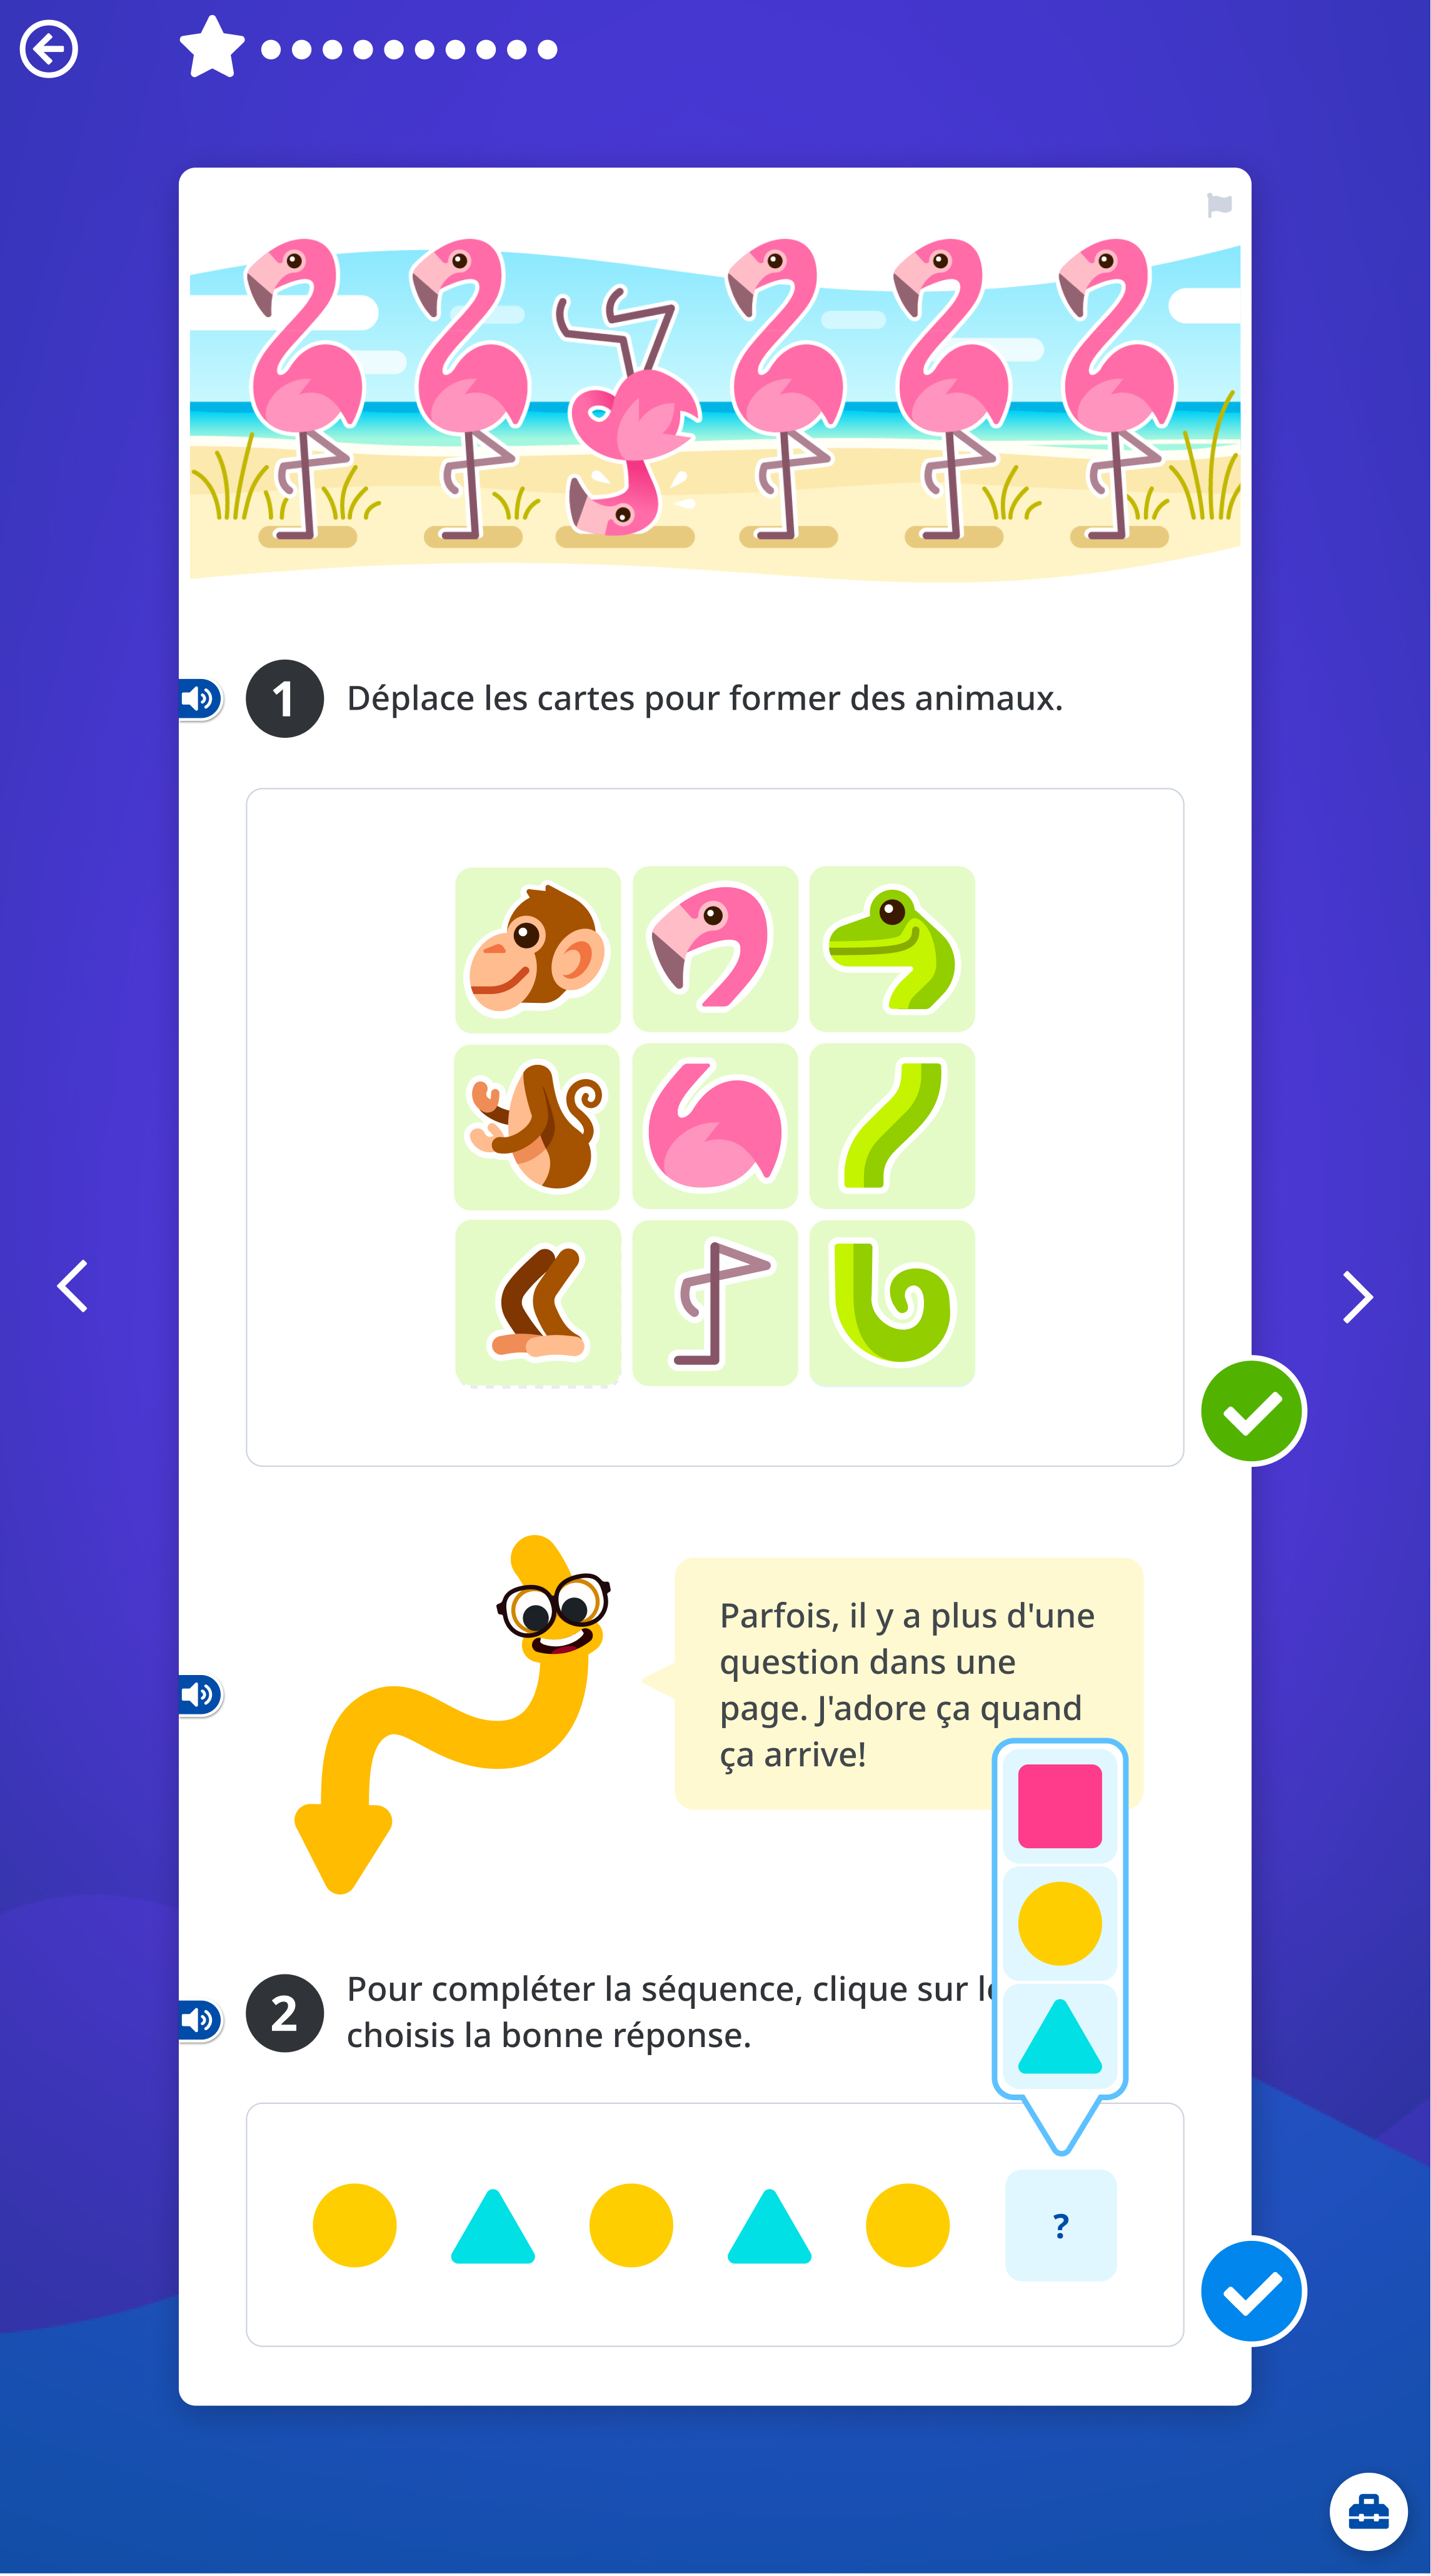 1
Déplace les cartes pour former des animaux.
Parfois, il y a plus d'une
question dans une
page. J'adore ça quand
ça arrive!
2
Pour compléter la séquence, clique sur
choisis la bonne réponse.
?